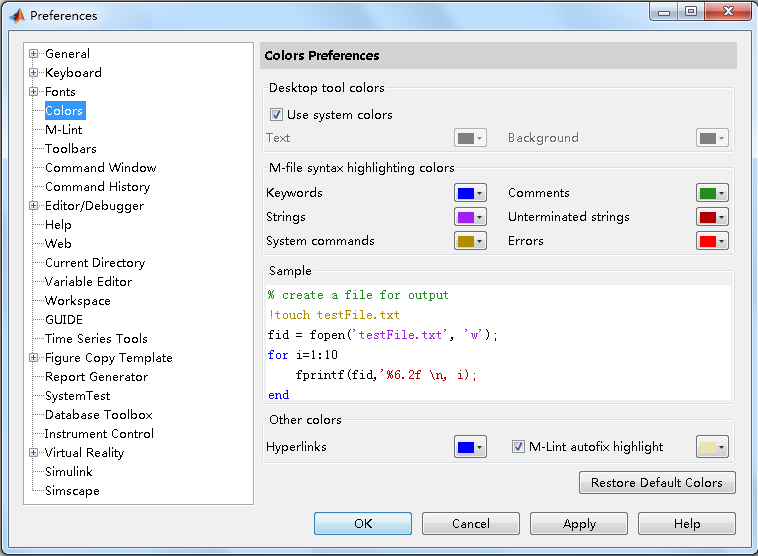 Preferences
General
Keyboard
Fonts
Colors
M-Lint
Toolbars
Command Window
Command History
Editor/Debugger
Help
Web
Current Directory
Variable Editor
Workspace
GUIDE
Time Series Tools
Figure Copy Template
Report Generator
SystemTest
Database Toolbox
Instrument Control
Virtual Reality
Simulink
Simscape
Colors Preferences
Desktop tool colors
Use system colors
Text Background
M-file syntax highlighting colors
Keywords Comments
Strings Unterminated strings
System commands Errors
Sample
% create a file for output
!touch testFile.txt
fid = fopen('testFile.txt', 'w');
for i=1:10
fprintf(fid,'%6.2f \n, i);
end
Other colors
Hyperlinks M-Lint autofix highlight
Restore Default Colors
OK Cancel Apply Help